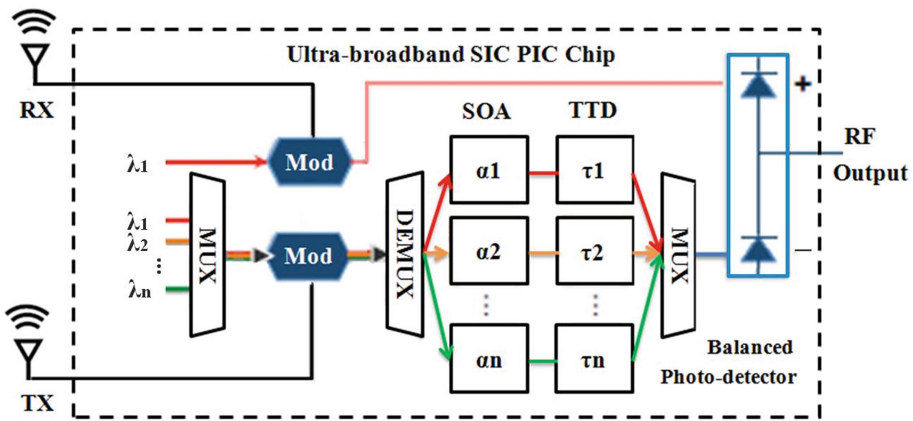 Ultra-broadband SIC PIC Chip
RX
SOA
TTD
+
λ1
Mod
α1
τ1
RF
Output
λ1
λ2
⋮
λn
MUX
Mod
DEMUX
α2
τ2
MUX
−
⋮
⋮
αn
τn
Balanced
Photo-detector
TX